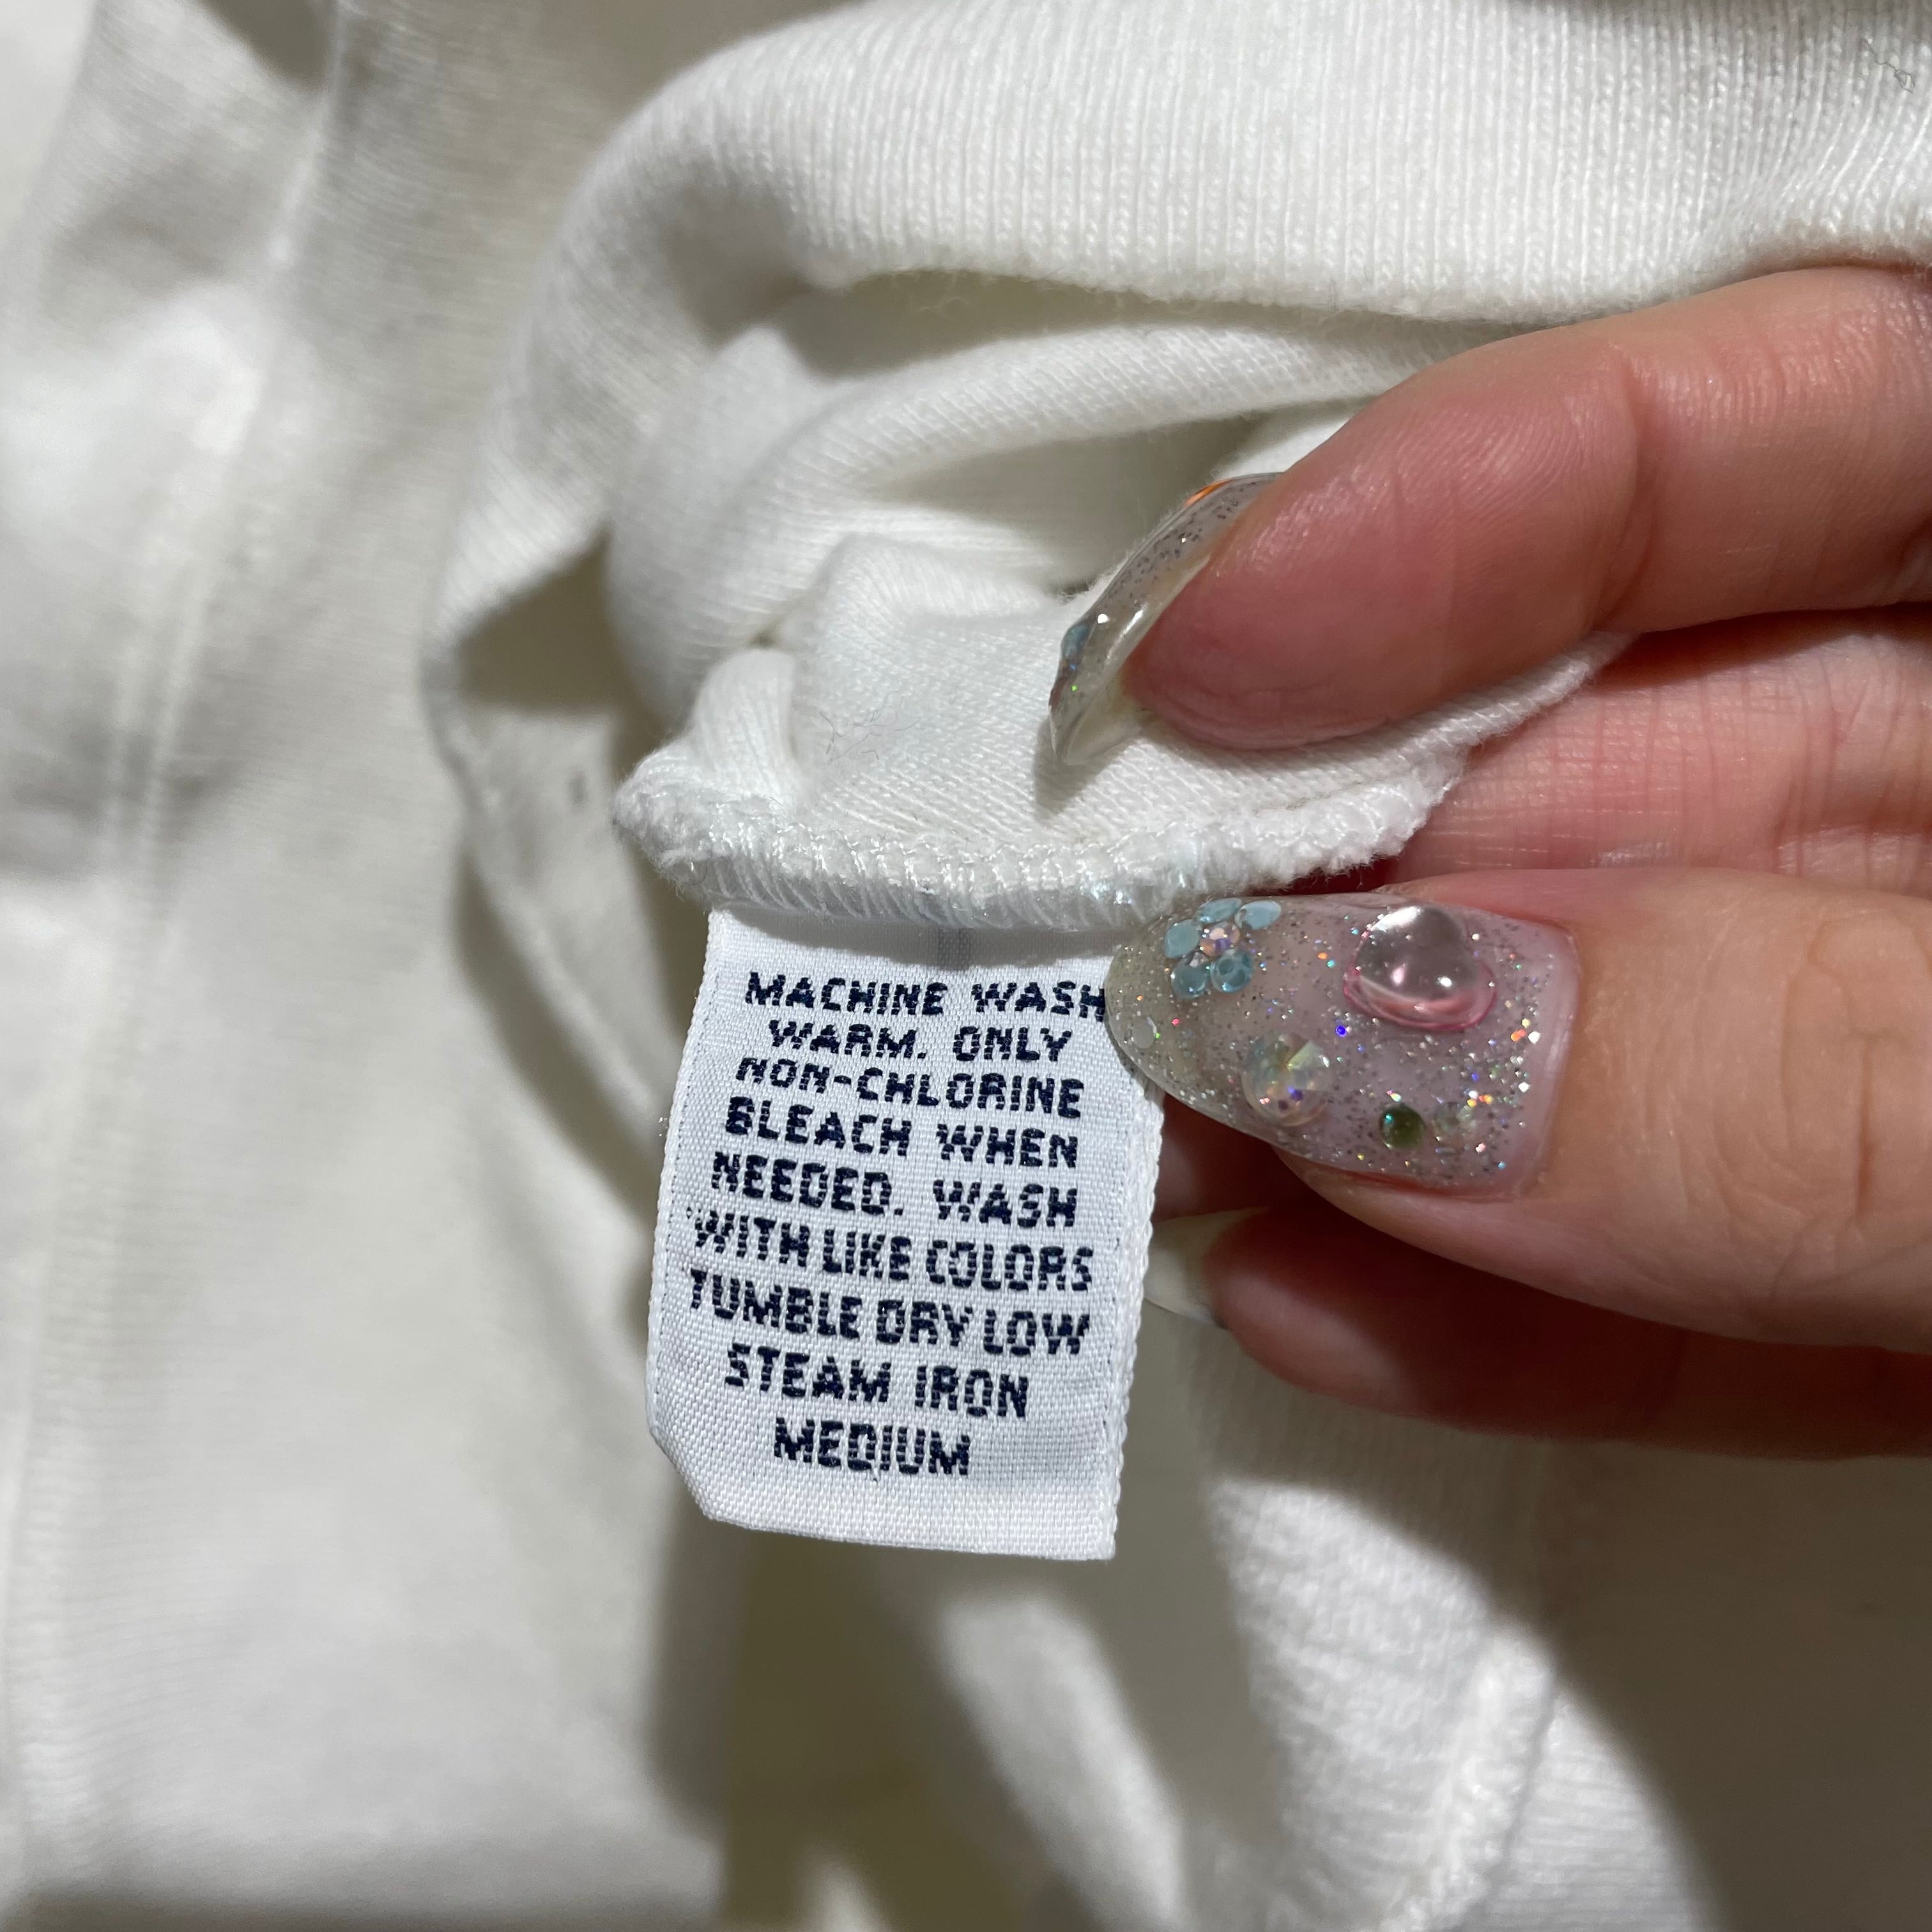 MACHINE WASH
WARM. ONLY
NON-CHLORINE
BLEACH WHEN
NEEDED. WASH
WITH LIKE COLORS
TUMBLE DRY LOW
STEAM IRON
MEDIUM